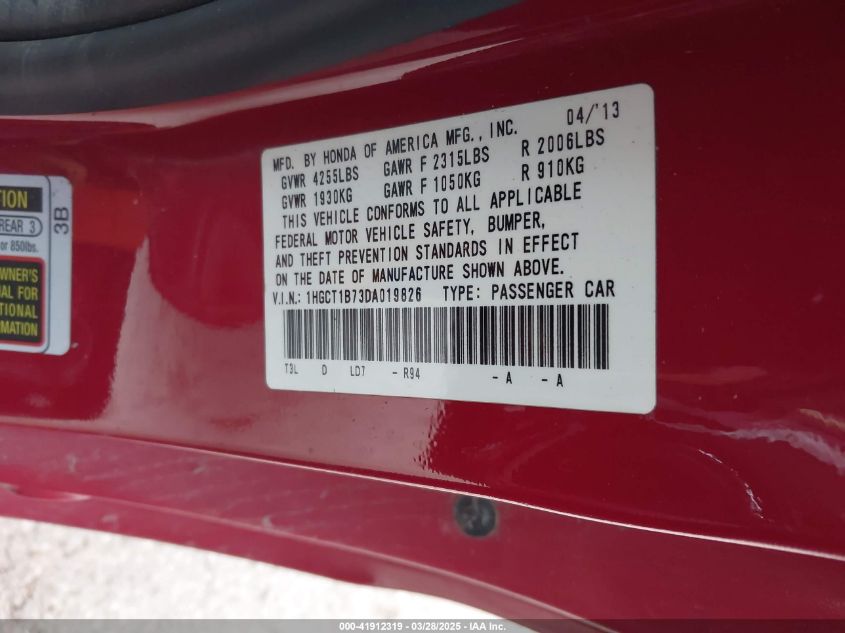 TION
REAR 3
or 850lbs.
3B
OWNER'S
AL FOR
TIONAL
RMATION
04/'13
MFD. BY HONDA OF AMERICA MFG., INC.
GVWR 4255LBS GAWR F 2315LBS R 2006LBS
GVWR 1930KG GAWR F 1050KG R 910KG
THIS VEHICLE CONFORMS TO ALL APPLICABLE
FEDERAL MOTOR VEHICLE SAFETY, BUMPER,
AND THEFT PREVENTION STANDARDS IN EFFECT
ON THE DATE OF MANUFACTURE SHOWN ABOVE.
V.I.N.: 1HGCT1B73DA019826 TYPE: PASSENGER CAR
T3L D LD7 - R94 - A - A
000-41912319 | 03/28/2025 - IAA Inc.